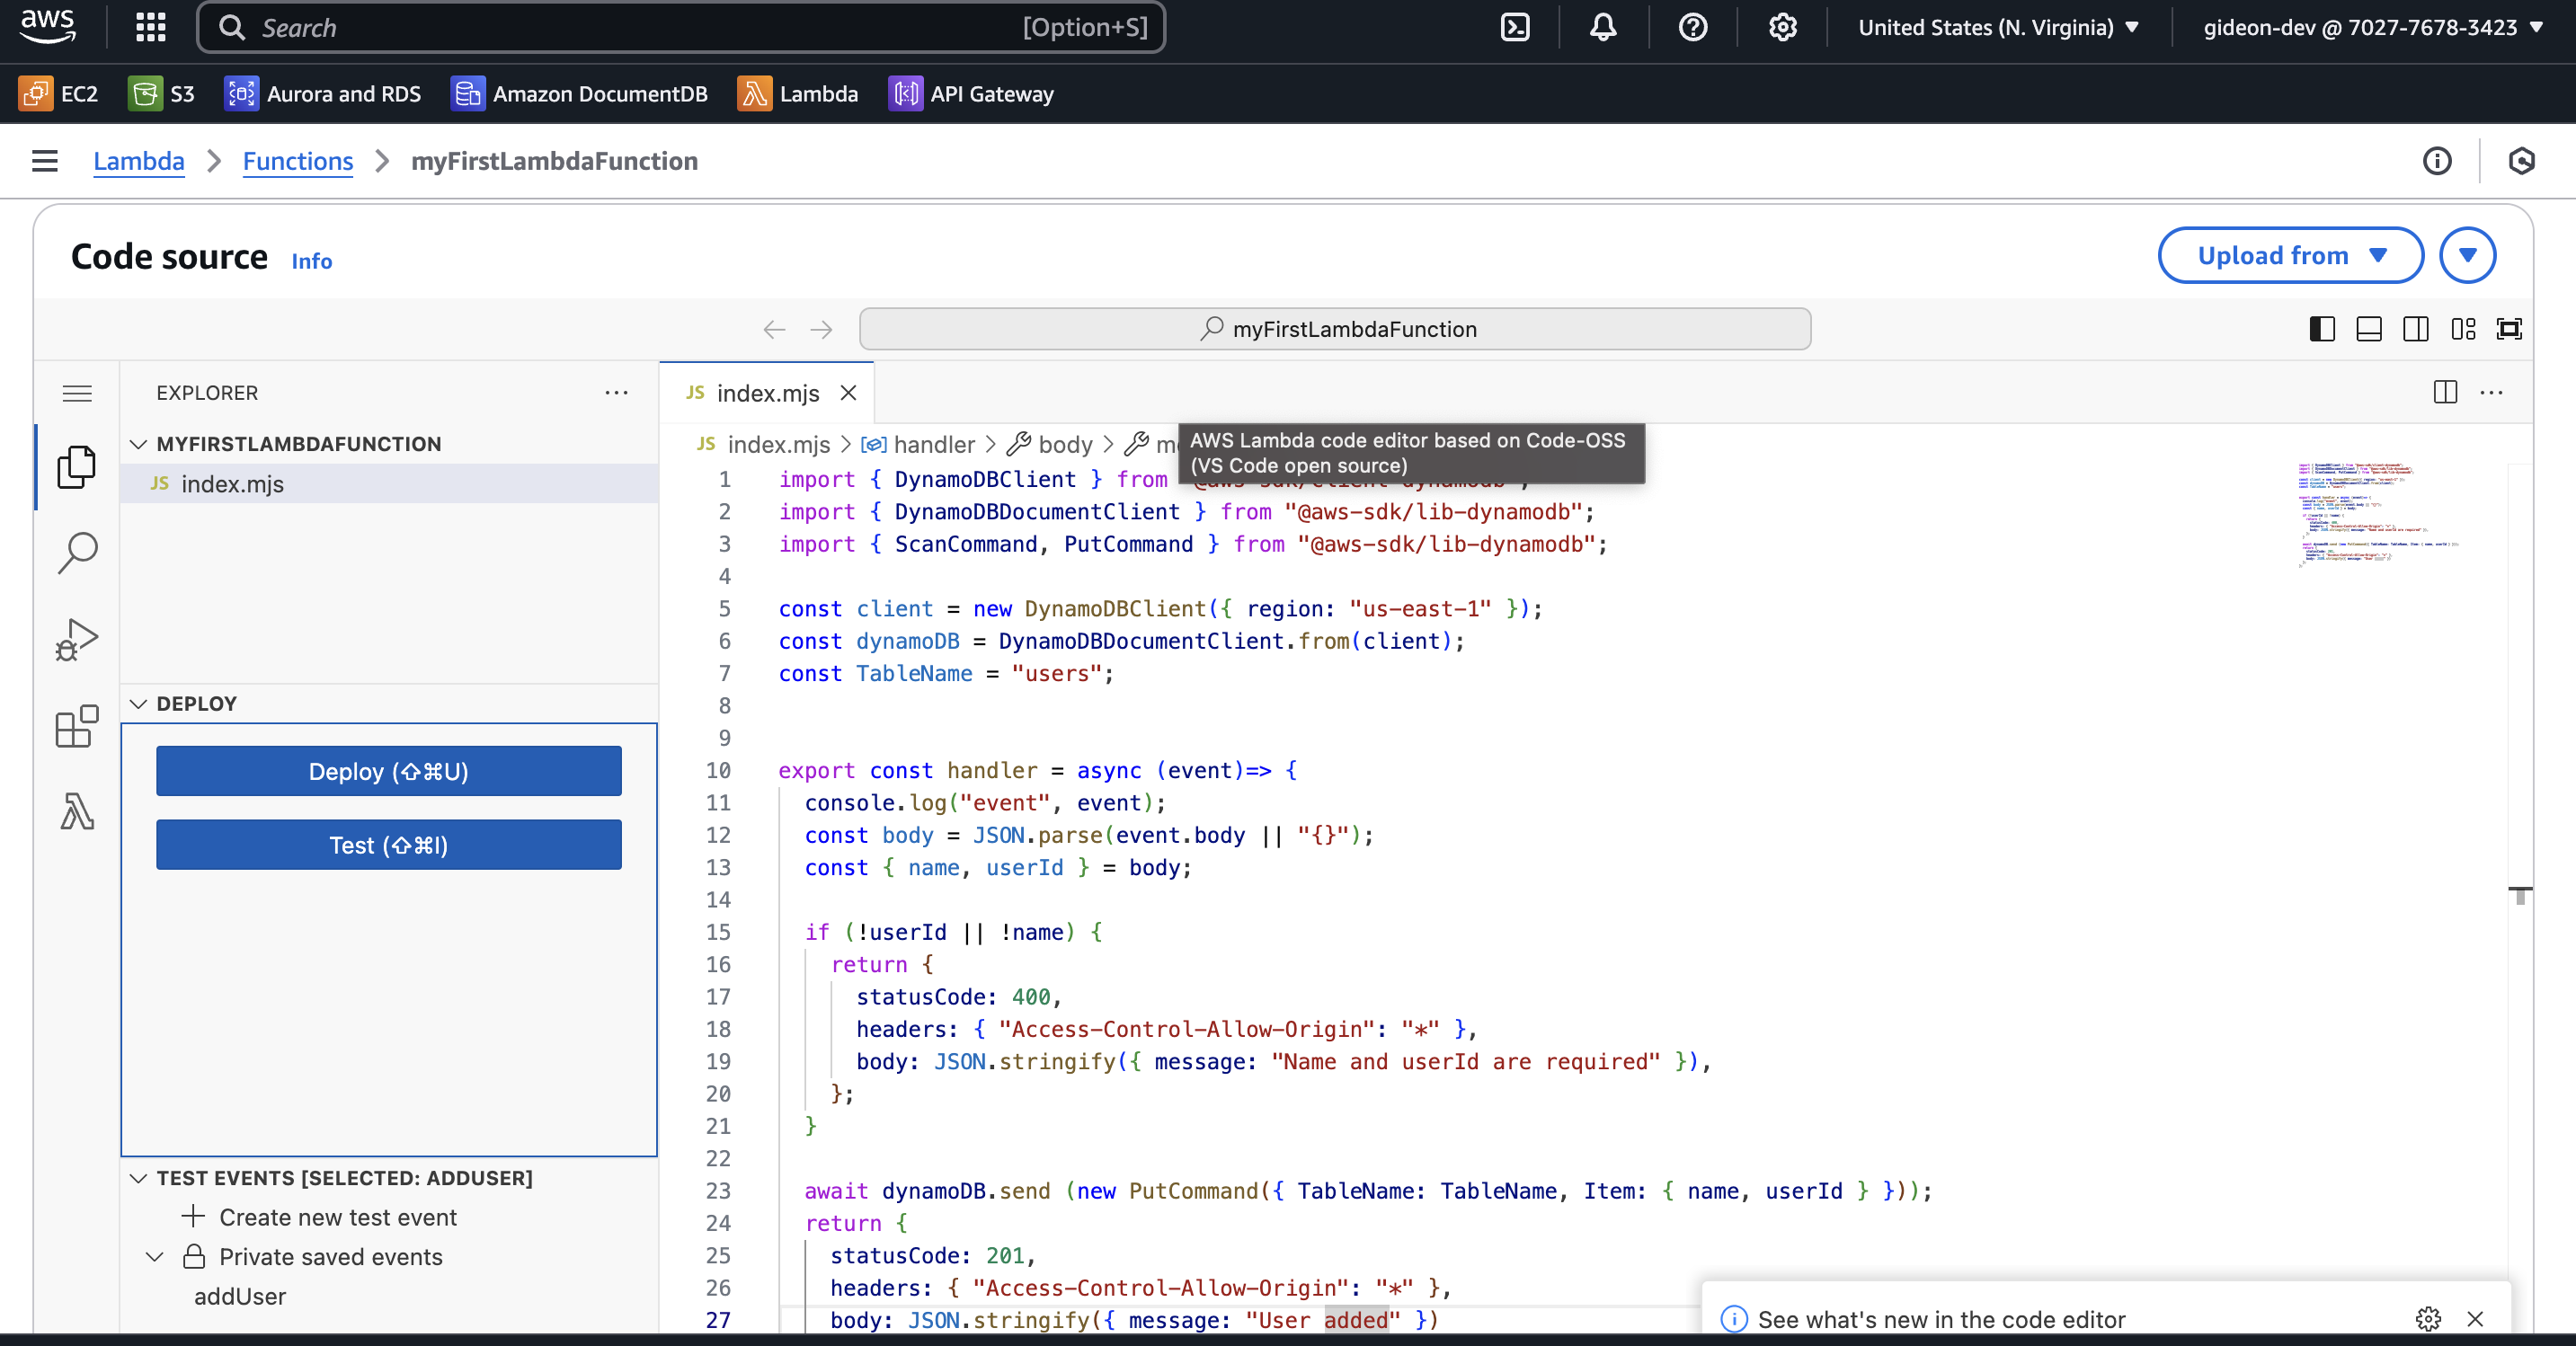 aws
Search [Option+S]
United States (N. Virginia)
gideon-dev @ 7027-7678-3423
EC2
S3
Aurora and RDS
Amazon DocumentDB
Lambda
API Gateway
Lambda > Functions > myFirstLambdaFunction
Code source Info
Upload from
myFirstLambdaFunction
EXPLORER
MYFIRSTLAMBDAFUNCTION
JS index.mjs
DEPLOY
Deploy (⇧⌘U)
Test (⇧⌘I)
TEST EVENTS [SELECTED: ADDUSER]
Create new test event
Private saved events
addUser
JS index.mjs
JS index.mjs > handler > body >
AWS Lambda code editor based on Code-OSS
(VS Code open source)
1 import { DynamoDBClient } from
2 import { DynamoDBDocumentClient } from "@aws-sdk/lib-dynamodb";
3 import { ScanCommand, PutCommand } from "@aws-sdk/lib-dynamodb";
4
5 const client = new DynamoDBClient({ region: "us-east-1" });
6 const dynamoDB = DynamoDBDocumentClient.from(client);
7 const TableName = "users";
8
9
10 export const handler = async (event)=> {
11 console.log("event", event);
12 const body = JSON.parse(event.body || "{}");
13 const { name, userId } = body;
14
15 if (!userId || !name) {
16 return {
17 statusCode: 400,
18 headers: { "Access-Control-Allow-Origin": "*" },
19 body: JSON.stringify({ message: "Name and userId are required" }),
20 };
21 }
22
23 await dynamoDB.send (new PutCommand({ TableName: TableName, Item: { name, userId } }));
24 return {
25 statusCode: 201,
26 headers: { "Access-Control-Allow-Origin": "*" },
27 body: JSON.stringify({ message: "User added" })
See what's new in the code editor